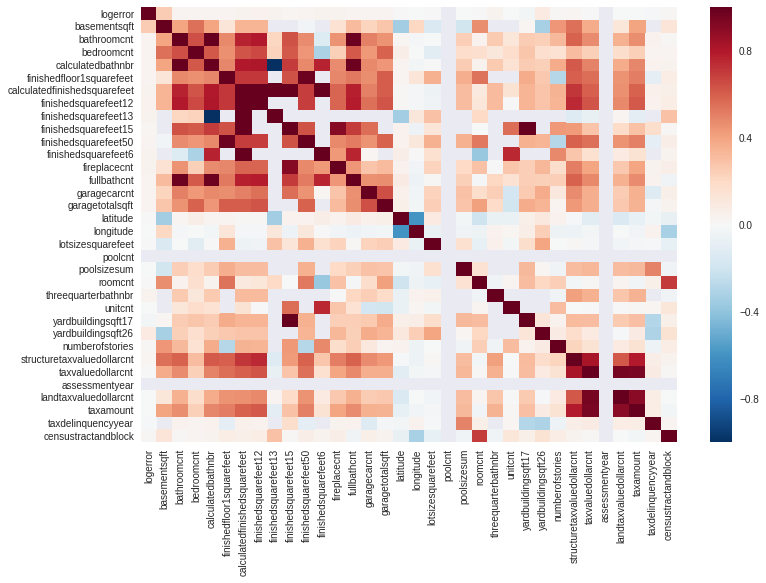 logerror
basementsqft
bathroomcnt
bedroomcnt
calculatedbathnbr
finishedfloor1squarefeet
calculatedfinishedsquarefeet
finishedsquarefeet12
finishedsquarefeet13
finishedsquarefeet15
finishedsquarefeet50
finishedsquarefeet6
fireplacecnt
fullbathcnt
garagecarcnt
garagetotalsqft
latitude
longitude
lotsizesquarefeet
poolcnt
poolsizesum
roomcnt
threequarterbathnbr
unitcnt
yardbuildingsqft17
yardbuildingsqft26
numberofstories
structuretaxvaluedollarcnt
taxvaluedollarcnt
assessmentyear
landtaxvaluedollarcnt
taxamount
taxdelinquencyyear
censustractandblock
logerror
basementsqft
bathroomcnt
bedroomcnt
calculatedbathnbr
finishedfloor1squarefeet
calculatedfinishedsquarefeet
finishedsquarefeet12
finishedsquarefeet13
finishedsquarefeet15
finishedsquarefeet50
finishedsquarefeet6
fireplacecnt
fullbathcnt
garagecarcnt
garagetotalsqft
latitude
longitude
lotsizesquarefeet
poolcnt
poolsizesum
roomcnt
threequarterbathnbr
unitcnt
yardbuildingsqft17
yardbuildingsqft26
numberofstories
structuretaxvaluedollarcnt
taxvaluedollarcnt
assessmentyear
landtaxvaluedollarcnt
taxamount
taxdelinquencyyear
censustractandblock
0.8
0.4
0.0
−0.4
−0.8